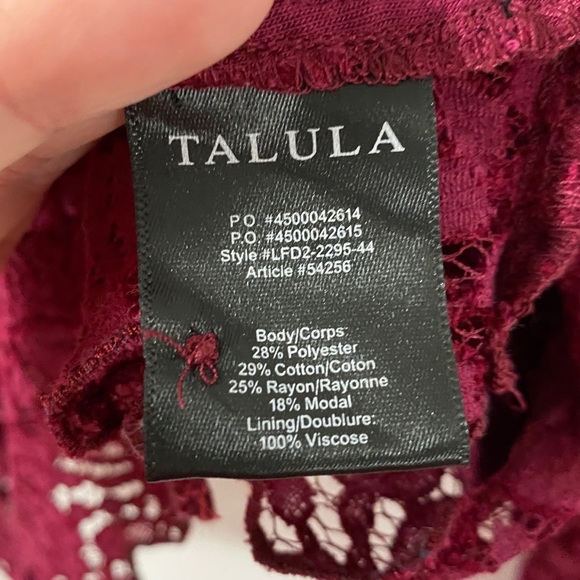 TALULA
P O #4500042614
P.O. #4500042615
Style #LFD2-2295-44
Article #54256
Body/Corps:
28% Polyester
29% Cotton/Coton
25% Rayon/Rayonne
18% Modal
Lining/Doublure:
100% Viscose